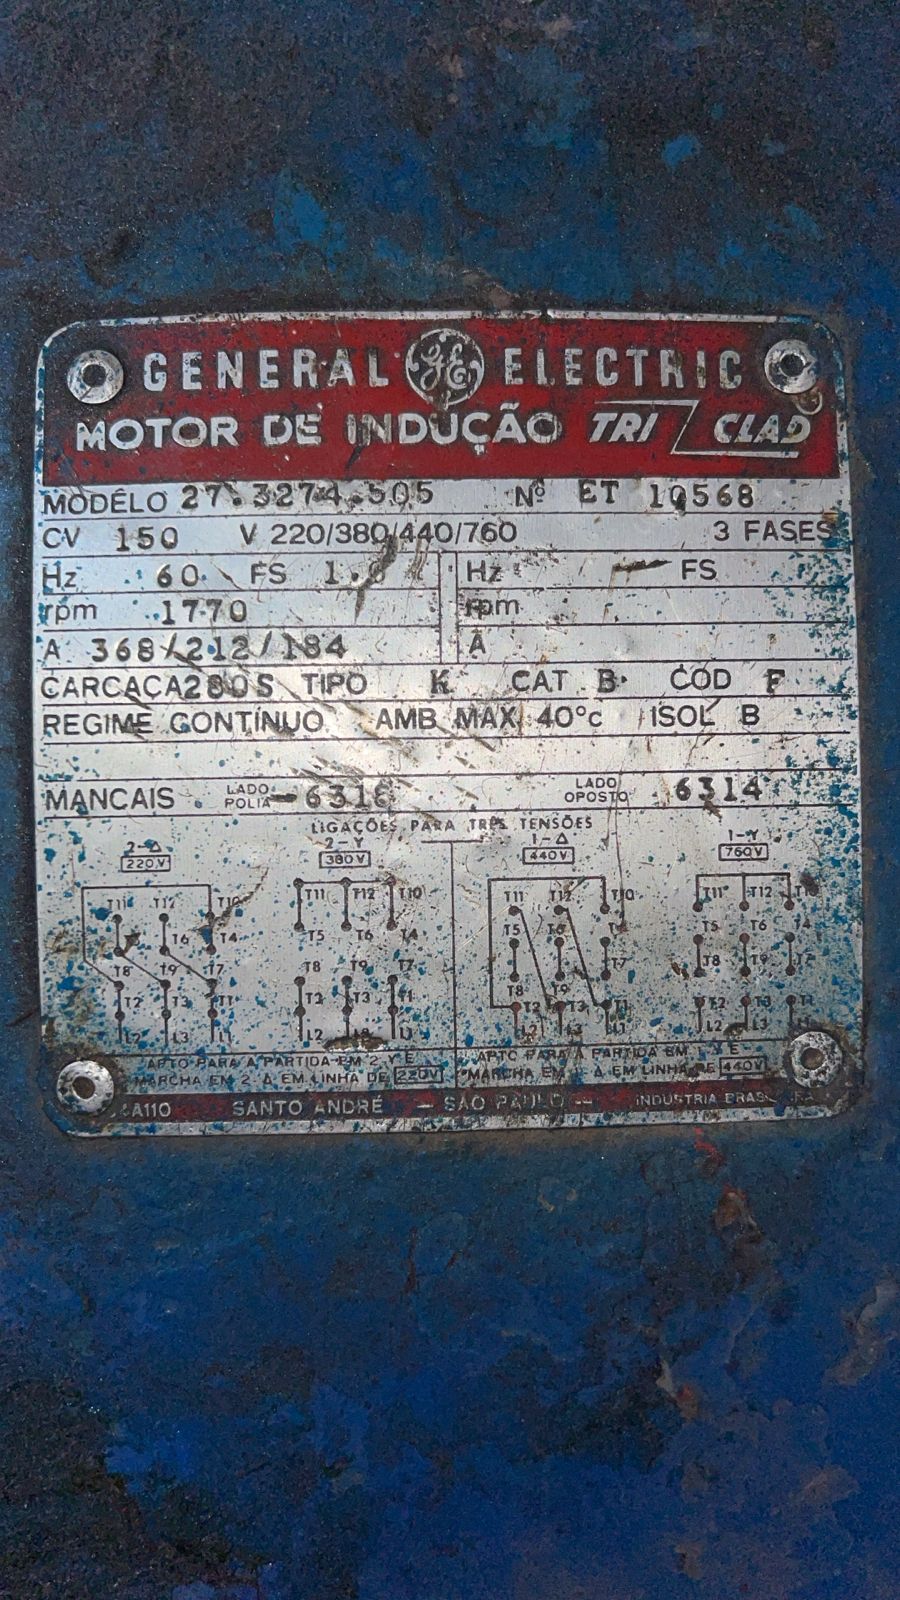 GENERAL GE ELECTRIC
MOTOR DE INDUÇÃO TRI CLAD
MODÊLO 27.3274.505 Nº ET 10568
CV 150 V 220/380/440/760 3 FASES
Hz 60 FS Hz FS
rpm 1770 rpm
A 368/212/184 A
CARCAÇA 280S TIPO K CAT B COD F
REGIME CONTÍNUO AMB MAX 40°C ISOL B
MANCAIS LADO POLIA 6316 LADO OPOSTO 6314
LIGAÇÕES PARA TRES TENSÕES
2-Δ 2-Y 1-Δ 1-Y
220V 380V 440V 760V
T11 T12 T10 T11 T12 T10 T11 T12 T10 T11 T12
T6 T4 T5 T6 T4 T5 T6 T5 T6 T4
T8 T9 T7 T8 T9 T7 T8 T9 T7 T8 T9 T7
T2 T3 T1 T2 T3 T1 T2 T3 T1 T2 T3 T1
L2 L3 L1 L2 L3 L1 L2 L3 L1 L2 L3 L1
APTO PARA A PARTIDA EM 2 Y E APTO PARA A PARTIDA EM Y E
MARCHA EM 2 Δ EM LINHA DE 220V MARCHA EM Δ EM LINHA DE 440V
A110 SANTO ANDRÉ - SÃO PAULO - INDUSTRIA